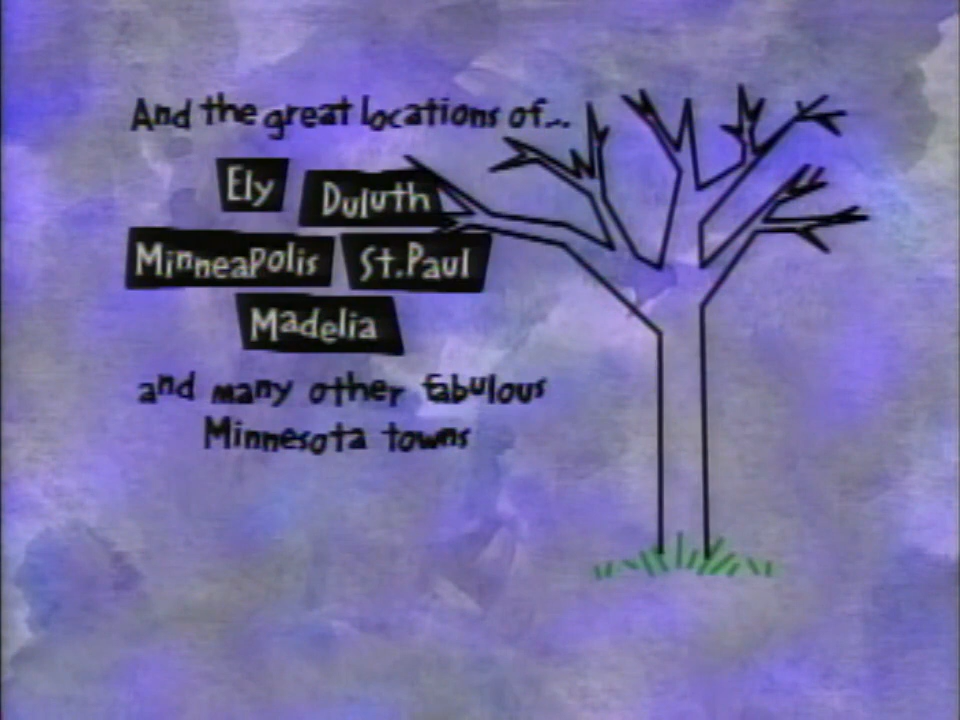 And the great locations of...
Ely Duluth
Minneapolis St.Paul
Madelia
and many other fabulous
Minnesota towns